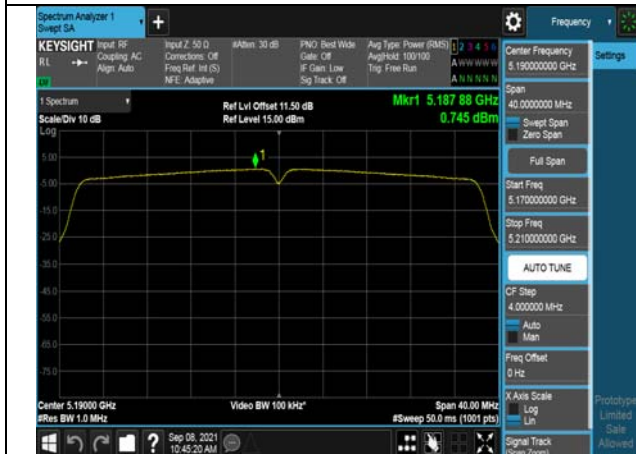 Spectrum Analyzer 1
Swept SA
+
Frequency
KEYSIGHT
RL
Input: RF
Coupling: AC
Align: Auto
Input Z: 50 Ω
Corrections: Off
Freq Ref: Int (S)
NFE: Adaptive
#Atten: 30 dB
PNO: Best Wide
Gate: Off
IF Gain: Low
Sig Track: Off
Avg Type: Power (RMS)
Avg|Hold: 100/100
Trig: Free Run
1 2 3 4 5 6
A W W W W W
A N N N N N
1 Spectrum
Scale/Div 10 dB
Log
Ref Lvl Offset 11.50 dB
Ref Level 15.00 dBm
Mkr1 5.187 88 GHz
0.745 dBm
1
5.00
-5.00
-15.0
-25.0
-35.0
-45.0
-55.0
-65.0
-75.0
Center 5.19000 GHz
#Res BW 1.0 MHz
Video BW 100 kHz*
Span 40.00 MHz
#Sweep 50.0 ms (1001 pts)
?
Sep 08, 2021
10:45:20 AM
Center Frequency
5.190000000 GHz
Span
40.0000000 MHz
Swept Span
Zero Span
Full Span
Start Freq
5.170000000 GHz
Stop Freq
5.210000000 GHz
AUTO TUNE
CF Step
4.000000 MHz
Auto
Man
Freq Offset
0 Hz
X Axis Scale
Log
Lin
Signal Track
(Span Zoom)
Settings
Prototype
Limited
Sale
Allowed